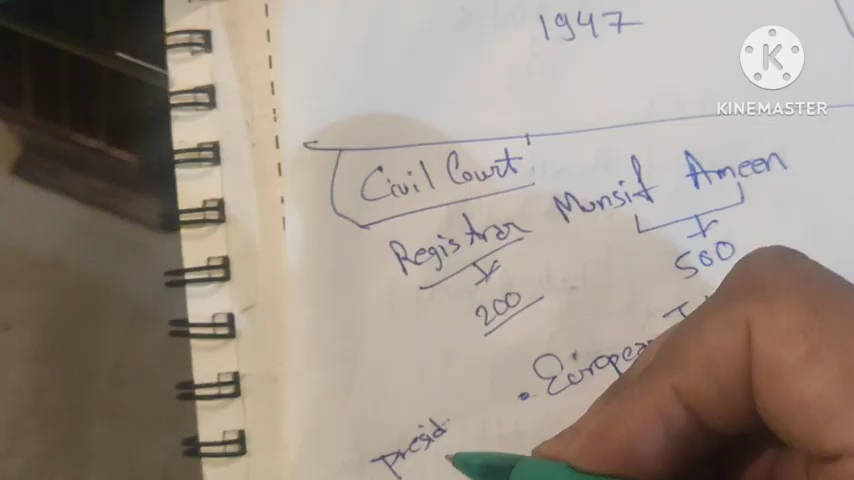 1947
K
KINEMASTER
Civil Court
Registrar Munsif Ameen
200
500
• European
presid